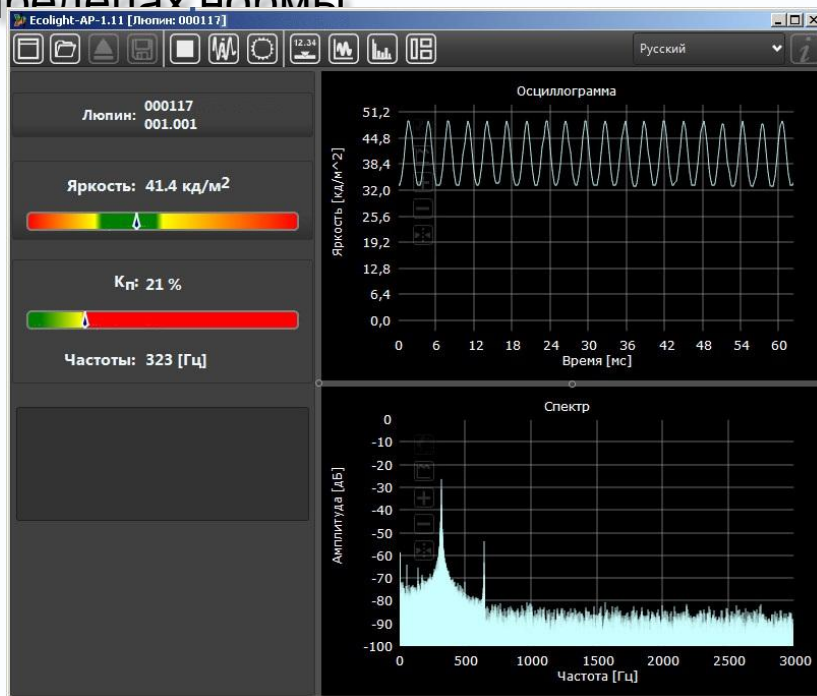 пределах нормы
Ecolight-AP-1.11 [Люпин: 000117]
12.34
Русский
i
Люпин: 000117
001.001
Яркость: 41.4 кд/м2
Кп: 21 %
Частоты: 323 [Гц]
Осциллограмма
Яркость [кд/м^2]
51,2
44,8
38,4
32,0
25,6
19,2
12,8
6,4
0,0
0 6 12 18 24 30 36 42 48 54 60
Время [мс]
Спектр
Амплитуда [дБ]
0
-10
-20
-30
-40
-50
-60
-70
-80
-90
-100
0 500 1000 1500 2000 2500 3000
Частота [Гц]